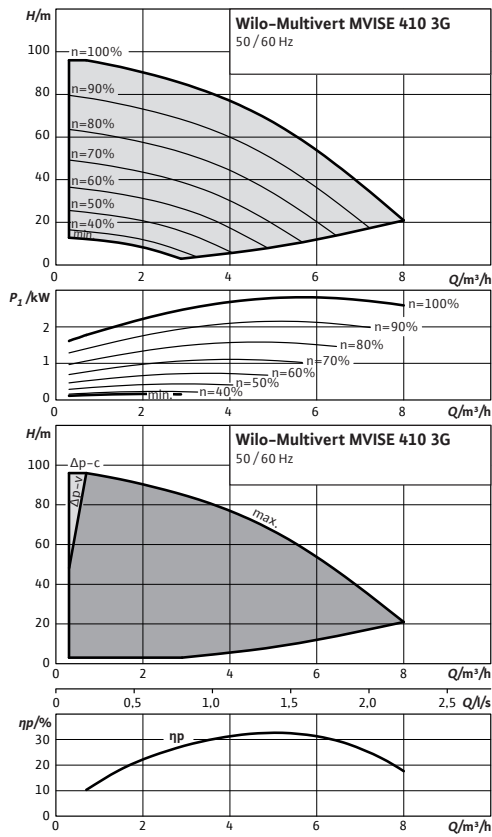 H/m
Wilo-Multivert MVISE 410 3G
50/60 Hz
100
n=100%
80
n=90%
60
n=80%
n=70%
40
n=60%
n=50%
20
n=40%
min.
0
0 2 4 6 8 Q/m³/h
P₁/kW
n=100%
2
n=90%
n=80%
1
n=70%
n=60%
n=50%
n=40%
min.
0
0 2 4 6 8 Q/m³/h
H/m
Wilo-Multivert MVISE 410 3G
50/60 Hz
100
Δp-c
Δp-v
80
max.
60
40
20
0
0 2 4 6 8 Q/m³/h
0 0,5 1,0 1,5 2,0 2,5 Q/l/s
ηp/%
30
ηp
20
10
0
0 2 4 6 8 Q/m³/h